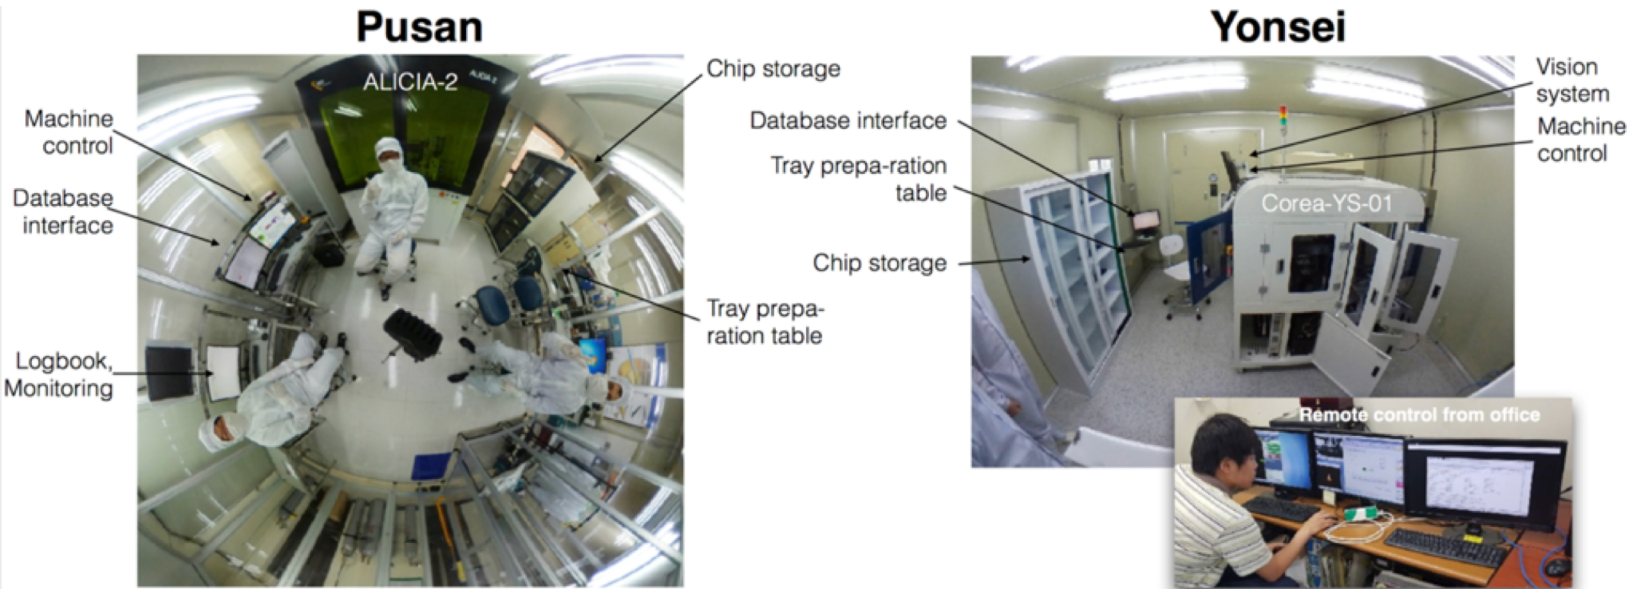 Pusan
ALICIA-2
Machine
control
Database
interface
Logbook,
Monitoring
Chip storage
Tray prepa-
ration table
Yonsei
Database interface
Tray prepa-ration
table
Chip storage
Vision
system
Machine
control
Corea-YS-01
Remote control from office